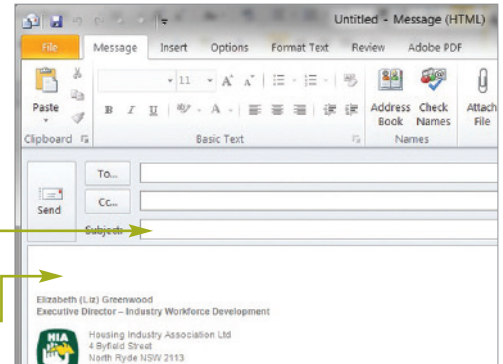 Untitled - Message (HTML)
File Message Insert Options Format Text Review Adobe PDF
11 A A
Paste B I U A Address Book Check Names Attach File
Clipboard Basic Text Names
To...
Cc...
Send
Subject:
Elizabeth (Liz) Greenwood
Executive Director – Industry Workforce Development
HIA
Housing Industry Association Ltd
4 Byfield Street
North Ryde NSW 2113